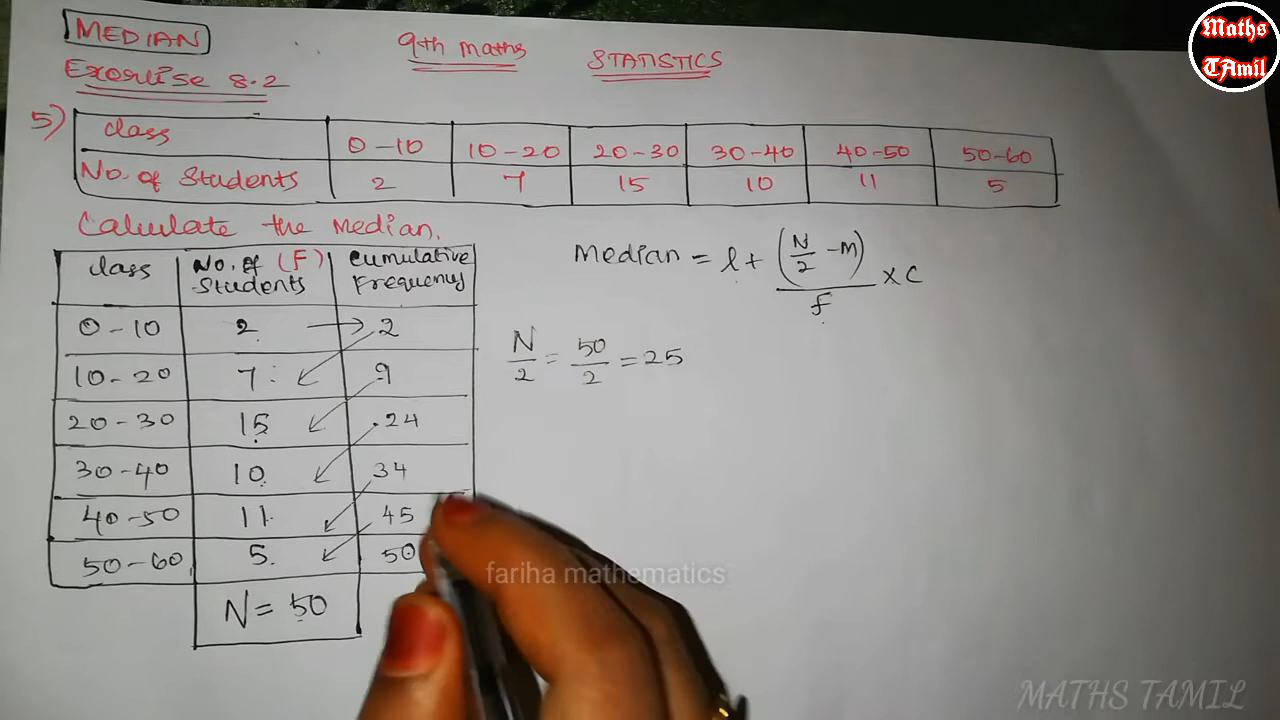 MEDIAN
9th maths STATISTICS
Maths TAmil
Exercise 8.2
5) class 0-10 10-20 20-30 30-40 40-50 50-60
No. of Students 2 7 15 10 11 5
Calculate the Median.
class No. of (F) Students Cumulative Frequency
0-10 2 2
10-20 7 9
20-30 15 24
30-40 10 34
40-50 11 45
50-60 5 50
N = 50
Median = l + (N/2 - m)/f × C
N/2 = 50/2 = 25
fariha mathematics
MATHS TAMIL